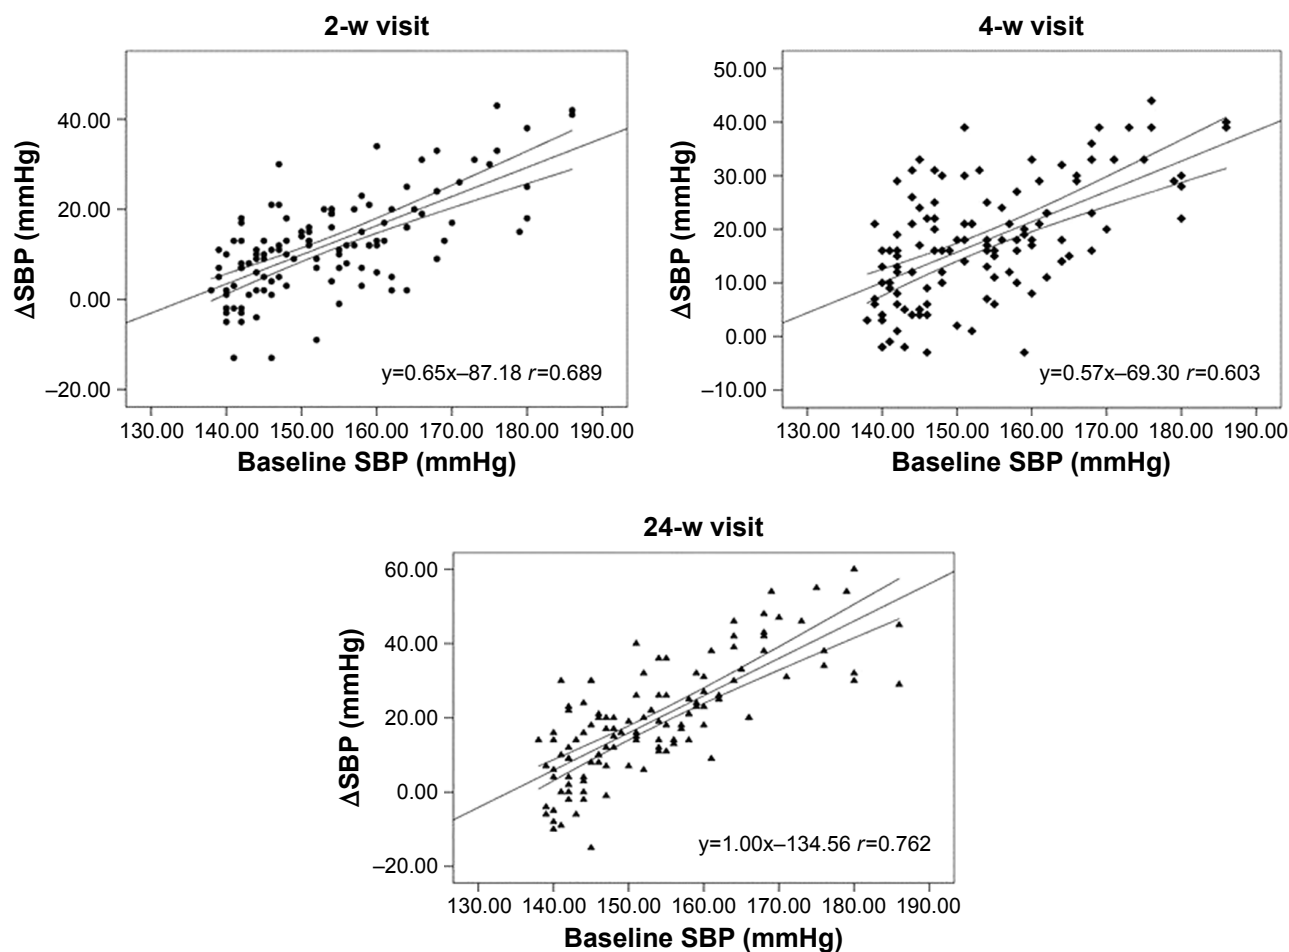 2-w visit
ΔSBP (mmHg)
40.00
20.00
0.00
–20.00
y=0.65x–87.18 r=0.689
130.00 140.00 150.00 160.00 170.00 180.00 190.00
Baseline SBP (mmHg)
4-w visit
ΔSBP (mmHg)
50.00
40.00
30.00
20.00
10.00
0.00
–10.00
y=0.57x–69.30 r=0.603
130.00 140.00 150.00 160.00 170.00 180.00 190.00
Baseline SBP (mmHg)
24-w visit
ΔSBP (mmHg)
60.00
40.00
20.00
0.00
–20.00
y=1.00x–134.56 r=0.762
130.00 140.00 150.00 160.00 170.00 180.00 190.00
Baseline SBP (mmHg)